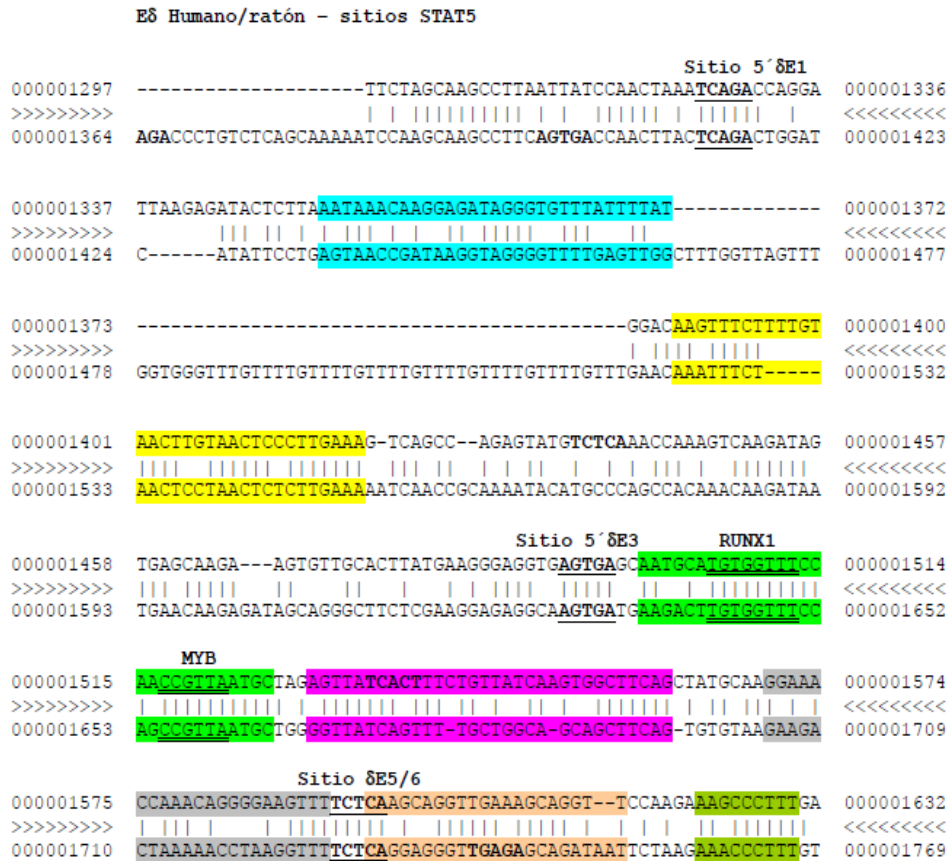 Eδ Humano/ratón – sitios STAT5
Sitio 5´δE1
000001297 --------------------TTCTAGCAAGCCTTAATTATCCAACTAAATCAGACCAGGA 000001336
>>>>>>>>> | | ||||||||||| | | |||||| | |||||| | <<<<<<<<<
000001364 AGACCCTGTCTCAGCAAAAATCCAAGCAAGCCTTCAGTGACCAACTTACTCAGACTGGAT 000001423
000001337 TTAAGAGATACTCTTAAATAAACAAGGAGATAGGGTGTTTATTTTAT------------- 000001372
>>>>>>>>> ||| || | | ||| | | || ||||| ||| || <<<<<<<<<
000001424 C------ATATTCCTGAGTAACCGATAAGGTAGGGGTTTTGAGTTGGCTTTGGTTAGTTT 000001477
000001373 -------------------------------------------GGACAAGTTTCTTTTGT 000001400
>>>>>>>>> | |||| ||||| <<<<<<<<<
000001478 GGTGGGTTTGTTTTGTTTTGTTTTGTTTTGTTTTGTTTTGTTTGAACAAATTTCT----- 000001532
000001401 AACTTGTAACTCCCTTGAAAG-TCAGCC--AGAGTATGTCTCAAACCAAAGTCAAGATAG 000001457
>>>>>>>>> |||| |||||| ||||||| ||| || | | || | | ||| | ||||||| <<<<<<<<<
000001533 AACTCCTAACTCTCTTGAAAAATCAACCGCAAAATACATGCCCAGCCACAAACAAGATAA 000001592
Sitio 5´δE3 RUNX1
000001458 TGAGCAAGA---AGTGTTGCACTTATGAAGGGAGGTGAGTGAGCAATGCATGTGGTTTCC 000001514
>>>>>>>>> ||| ||||| || || | | | |||| ||||| || | |||||||||| <<<<<<<<<
000001593 TGAACAAGAGATAGCAGGGCTTCTCGAAGGAGAGGCAAGTGATGAAGACTTGTGGTTTCC 000001652
MYB
000001515 AACCGTTAATGCTAGAGTTATCACTTTCTGTTATCAAGTGGCTTCAGCTATGCAAGGAAA 000001574
>>>>>>>>> | ||||||||||| | ||||||| ||| || | || | ||||||| | || ||| | | <<<<<<<<<
000001653 AGCCGTTAATGCTGGGGTTATCAGTTT-TGCTGGCA-GCAGCTTCAG-TGTGTAAGAAGA 000001709
Sitio δE5/6
000001575 CCAAACAGGGGAAGTTTTCTCAAGCAGGTTGAAAGCAGGT--TCCAAGAAAGCCCTTTGA 000001632
>>>>>>>>> | ||| | | ||||||||| | |||||| |||||| | | || ||||||| <<<<<<<<<
000001710 CTAAAAACCTAAGGTTTTCTCAGGAGGGTTGAGAGCAGATAATTCTAAGAAACCCTTTGT 000001769